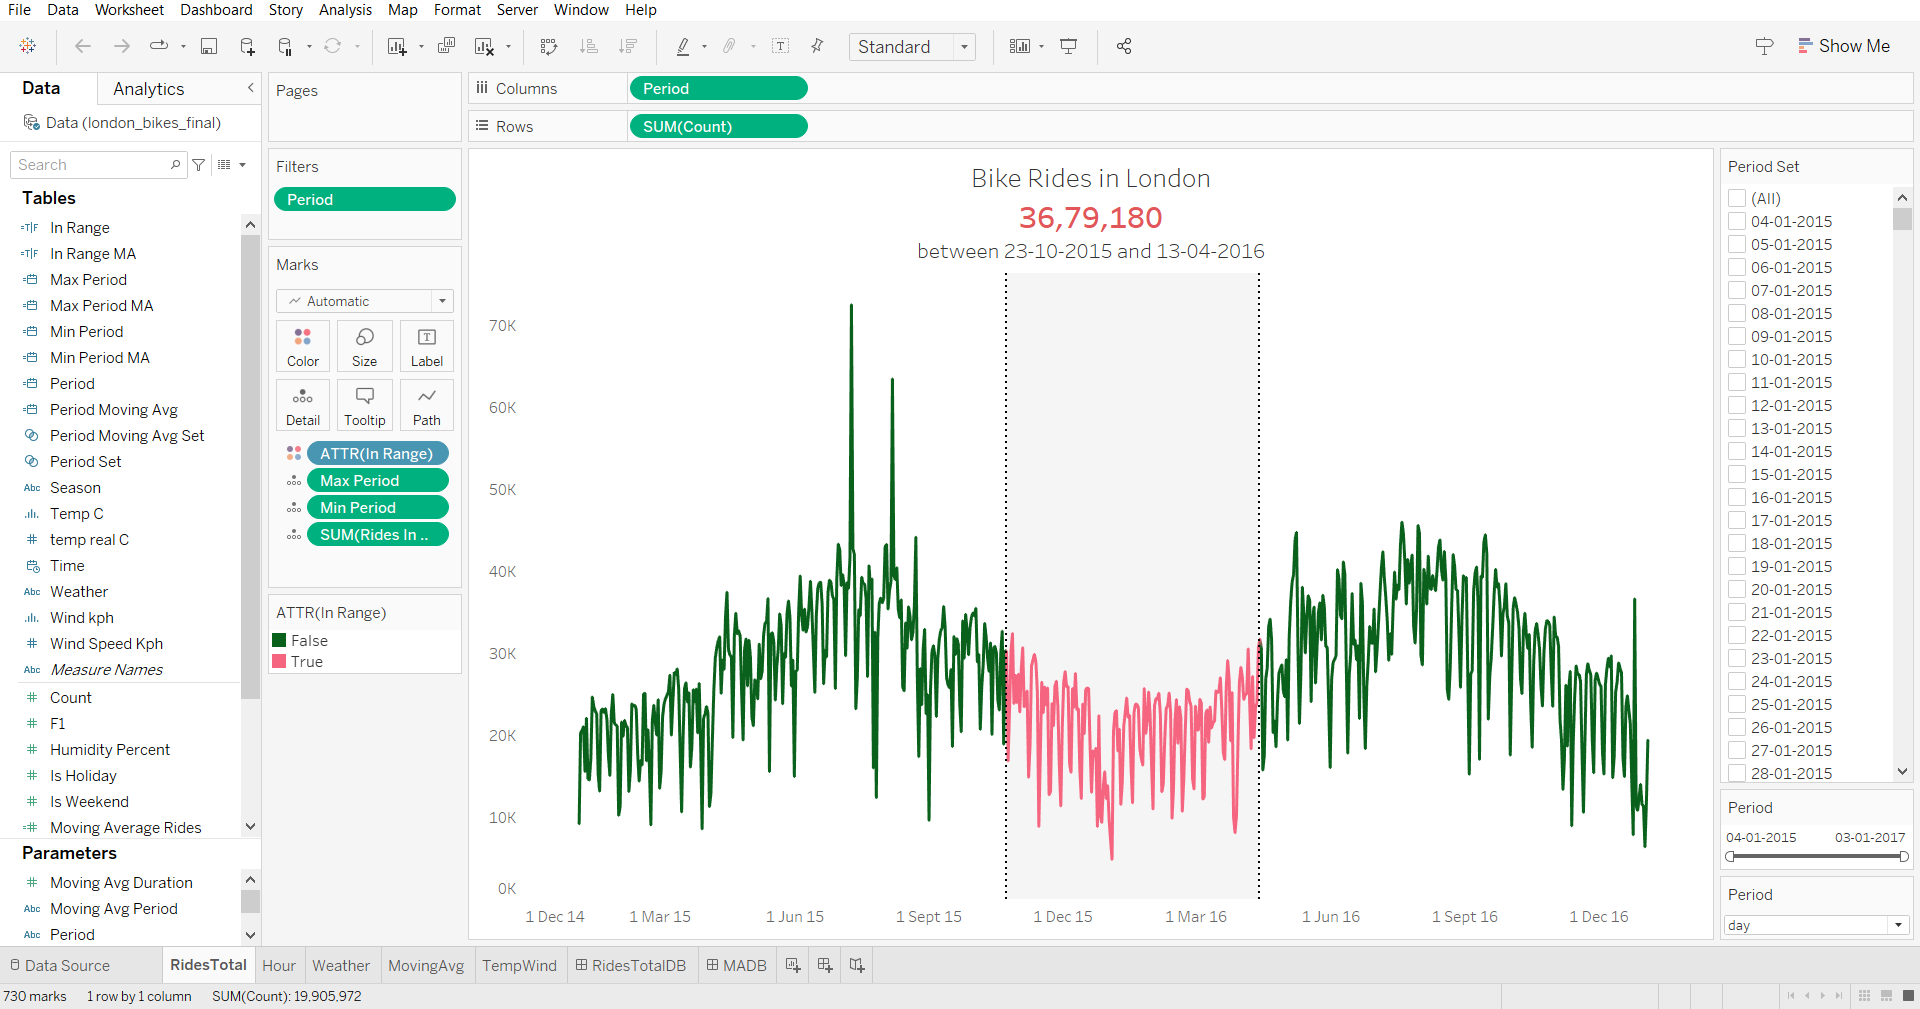 File Data Worksheet Dashboard Story Analysis Map Format Server Window Help
Standard
Show Me
Data Analytics
Data (london_bikes_final)
Search
Tables
In Range
In Range MA
Max Period
Max Period MA
Min Period
Min Period MA
Period
Period Moving Avg
Period Moving Avg Set
Period Set
Abc Season
Temp C
temp real C
Time
Abc Weather
Wind kph
Wind Speed Kph
Abc Measure Names
Count
F1
Humidity Percent
Is Holiday
Is Weekend
Moving Average Rides
Parameters
Moving Avg Duration
Abc Moving Avg Period
Abc Period
Pages
Filters
Period
Marks
Automatic
Color Size Label
Detail Tooltip Path
ATTR(In Range)
Max Period
Min Period
SUM(Rides In ..
ATTR(In Range)
False
True
Columns Period
Rows SUM(Count)
Bike Rides in London
36,79,180
between 23-10-2015 and 13-04-2016
70K
60K
50K
40K
30K
20K
10K
0K
1 Dec 14 1 Mar 15 1 Jun 15 1 Sept 15 1 Dec 15 1 Mar 16 1 Jun 16 1 Sept 16 1 Dec 16
Period Set
(All)
04-01-2015
05-01-2015
06-01-2015
07-01-2015
08-01-2015
09-01-2015
10-01-2015
11-01-2015
12-01-2015
13-01-2015
14-01-2015
15-01-2015
16-01-2015
17-01-2015
18-01-2015
19-01-2015
20-01-2015
21-01-2015
22-01-2015
23-01-2015
24-01-2015
25-01-2015
26-01-2015
27-01-2015
28-01-2015
Period
04-01-2015 03-01-2017
Period
day
Data Source RidesTotal Hour Weather MovingAvg TempWind RidesTotalDB MADB
730 marks 1 row by 1 column SUM(Count): 19,905,972